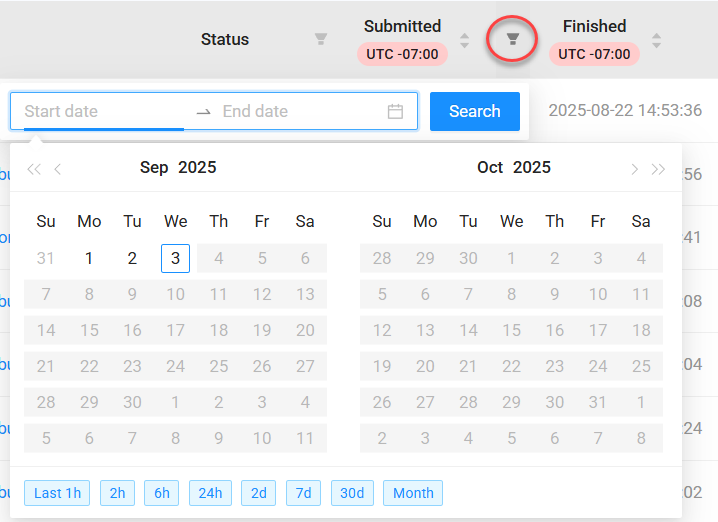 Status
Submitted
UTC -07:00
Finished
UTC -07:00
Start date
End date
Search
2025-08-22 14:53:36
Sep 2025
Oct 2025
Su Mo Tu We Th Fr Sa
31 1 2 3 4 5 6
7 8 9 10 11 12 13
14 15 16 17 18 19 20
21 22 23 24 25 26 27
28 29 30 1 2 3 4
5 6 7 8 9 10 11
Su Mo Tu We Th Fr Sa
28 29 30 1 2 3 4
5 6 7 8 9 10 11
12 13 14 15 16 17 18
19 20 21 22 23 24 25
26 27 28 29 30 31 1
2 3 4 5 6 7 8
:56
:41
:08
:04
:24
:02
Last 1h 2h 6h 24h 2d 7d 30d Month